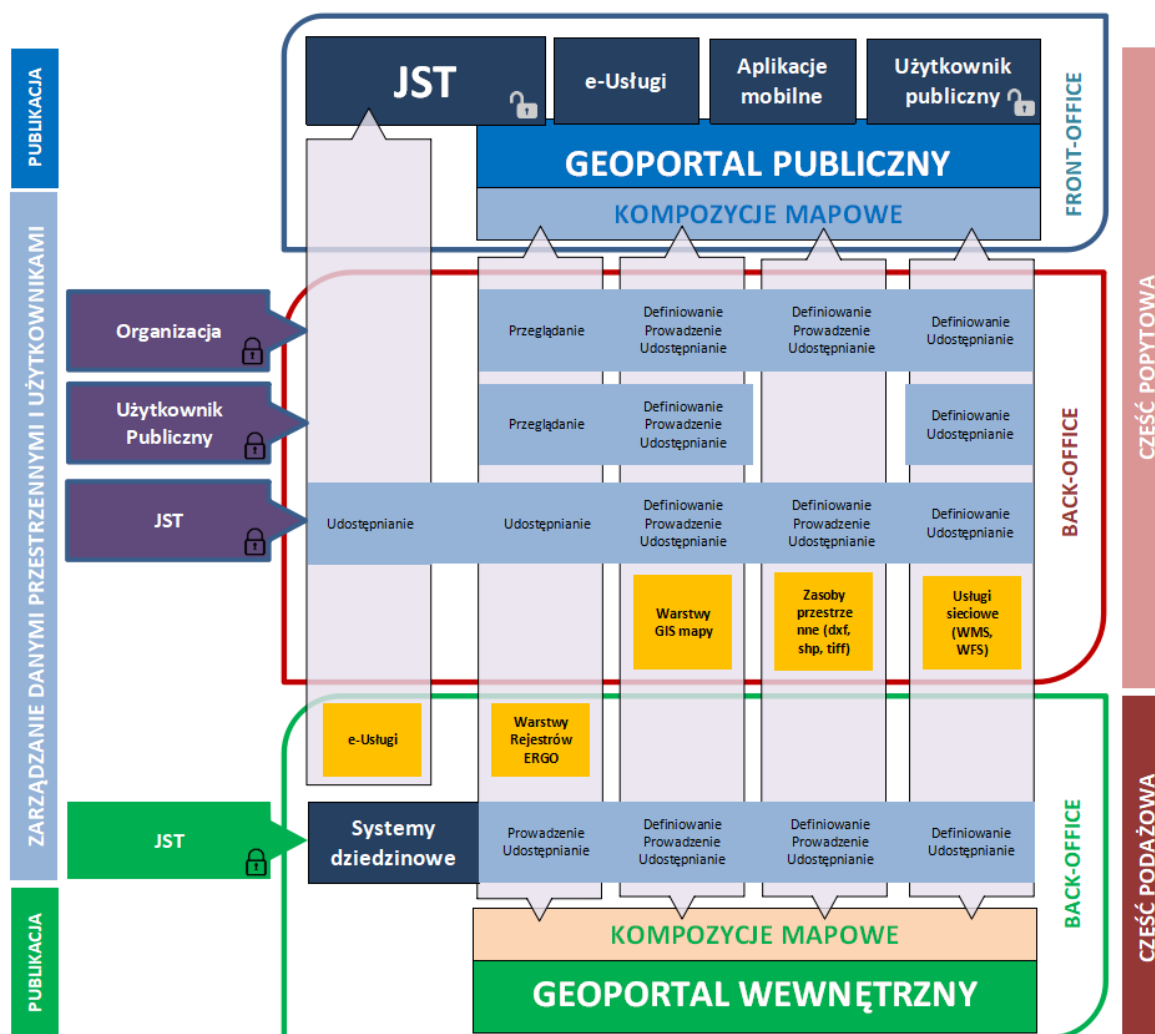 PUBLIKACJA
ZARZĄDZANIE DANYMI PRZESTRZENNYMI I UŻYTKOWNIKAMI
PUBLIKACJA
JST
e-Usługi
Aplikacje
mobilne
Użytkownik
publiczny
GEOPORTAL PUBLICZNY
KOMPOZYCJE MAPOWE
FRONT-OFFICE
CZĘŚĆ POPYTOWA
Organizacja
Przeglądanie
Definiowanie
Prowadzenie
Udostępnianie
Definiowanie
Prowadzenie
Udostępnianie
Definiowanie
Udostępnianie
Użytkownik
Publiczny
Przeglądanie
Definiowanie
Prowadzenie
Udostępnianie
Definiowanie
Udostępnianie
BACK-OFFICE
JST
Udostępnianie
Udostępnianie
Definiowanie
Prowadzenie
Udostępnianie
Definiowanie
Prowadzenie
Udostępnianie
Definiowanie
Udostępnianie
Warstwy
GIS mapy
Zasoby
przestrze
nne (dxf,
shp, tiff)
Usługi
sieciowe
(WMS,
WFS)
e-Usługi
Warstwy
Rejestrów
ERGO
JST
Systemy
dziedzinowe
Prowadzenie
Udostępnianie
Definiowanie
Prowadzenie
Udostępnianie
Definiowanie
Prowadzenie
Udostępnianie
Definiowanie
Udostępnianie
BACK-OFFICE
CZĘŚĆ PODAŻOWA
KOMPOZYCJE MAPOWE
GEOPORTAL WEWNĘTRZNY